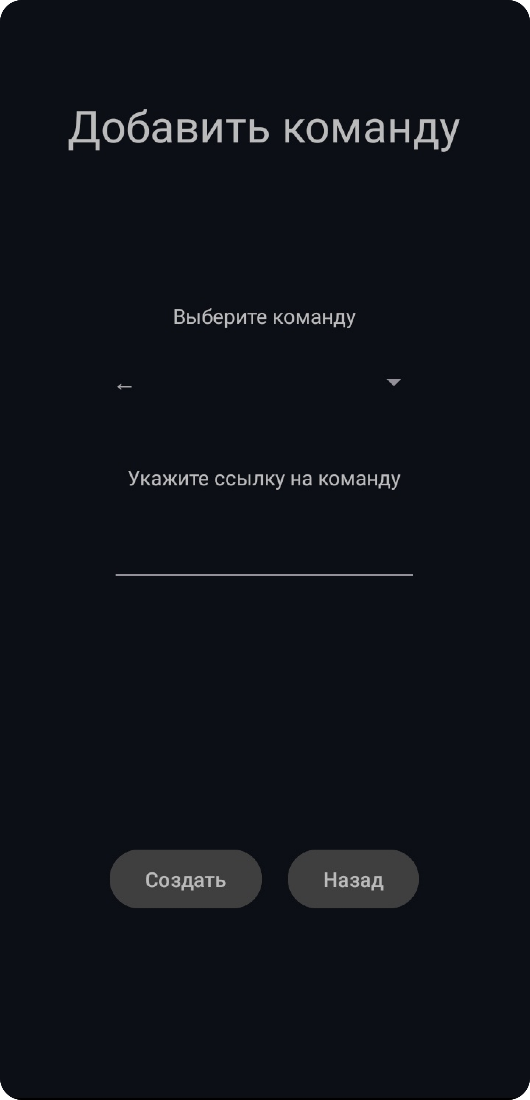 Добавить команду
Выберите команду
←
Укажите ссылку на команду
Создать
Назад